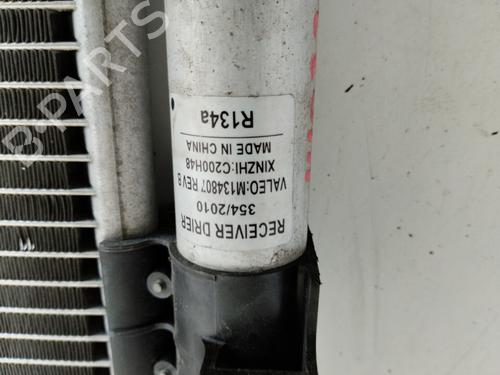 RECEIVER DRIER
354/2010
VALEO:M134807 REV B
XINZHI:C200H48
MADE IN CHINA
R134a
B-PARTS